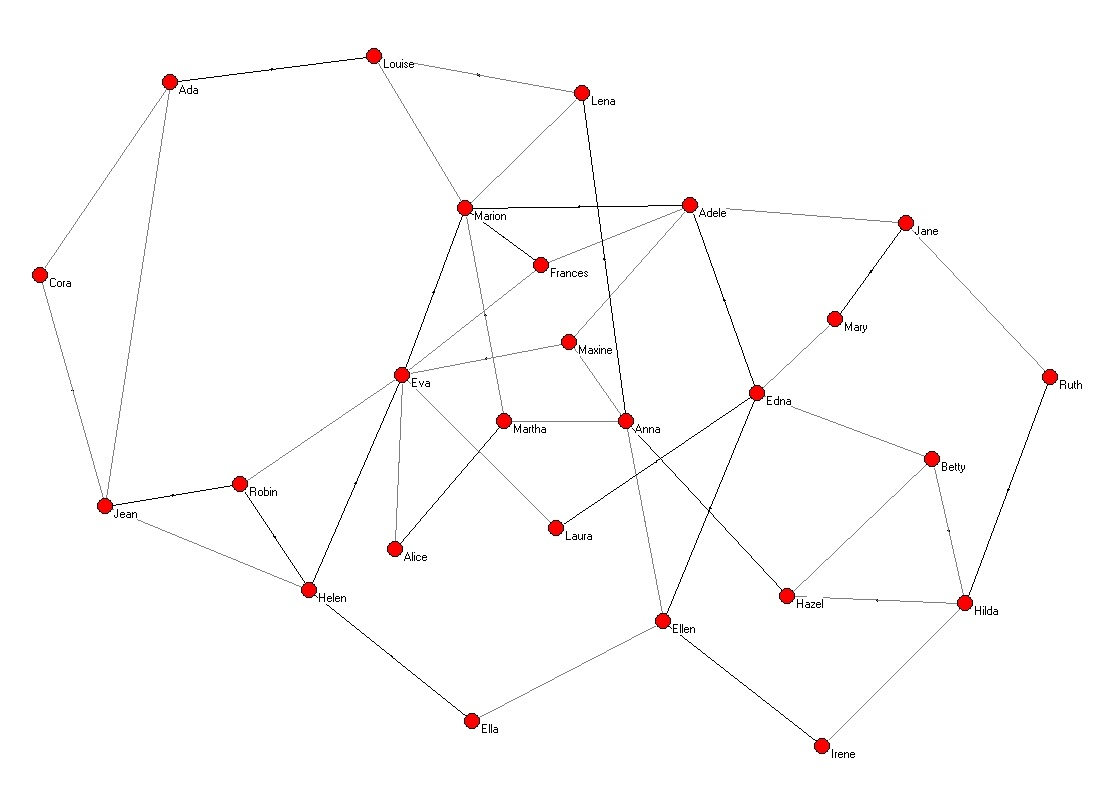 Louise
Ada
Lena
Marion
Adele
Jane
Frances
Cora
Mary
Maxine
Eva
Ruth
Edna
Martha
Anna
Betty
Robin
Jean
Laura
Alice
Helen
Hazel
Hilda
Ellen
Ella
Irene